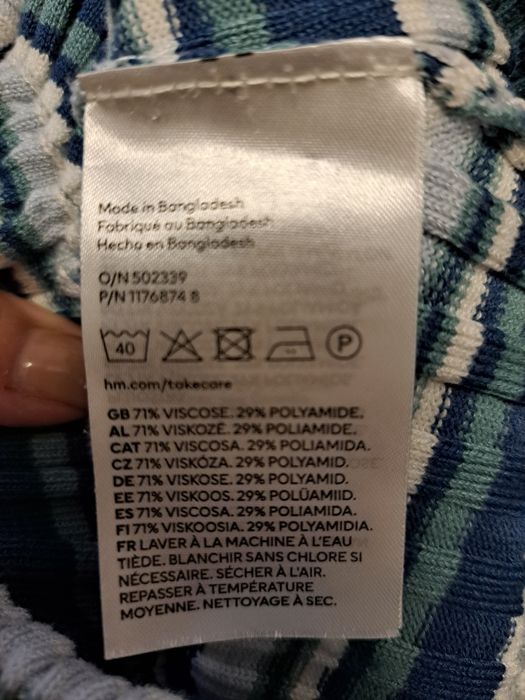 Made in Bangladesh
Fabriqué au Bangladesh
Hecho en Bangladesh
O/N 502339
P/N 1176874 8
40 P
hm.com/takecare
GB 71% VISCOSE. 29% POLYAMIDE.
AL 71% VISKOZË. 29% POLIAMIDE.
CAT 71% VISCOSA. 29% POLIAMIDA.
CZ 71% VISKÓZA. 29% POLYAMID.
DE 71% VISKOSE. 29% POLYAMID.
EE 71% VISKOOS. 29% POLÜAMIID.
ES 71% VISCOSA. 29% POLIAMIDA.
FI 71% VISKOOSIA. 29% POLYAMIDIA.
FR LAVER À LA MACHINE À L'EAU
TIÈDE. BLANCHIR SANS CHLORE SI
NÉCESSAIRE. SÉCHER À L'AIR.
REPASSER À TEMPÉRATURE
MOYENNE. NETTOYAGE À SEC.